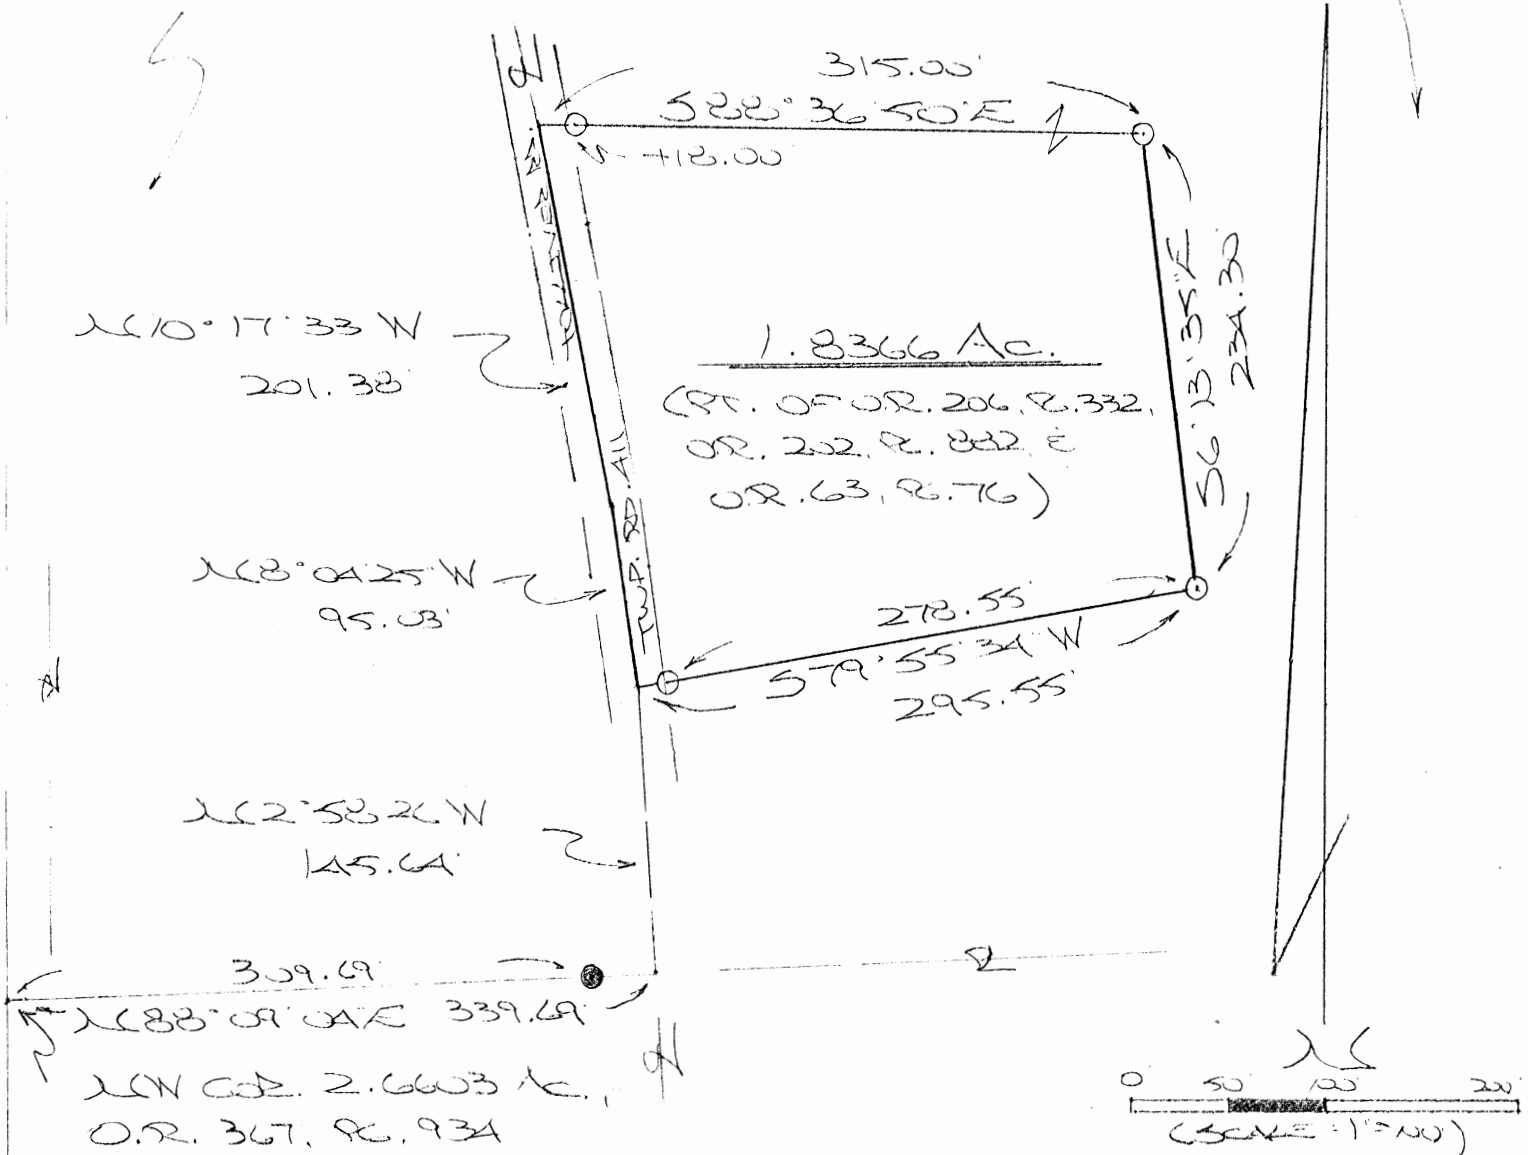 315.00'
S88°36'50"E
+18.00'
N10°17'33"W
201.38'
S6°13'35"E
234.30'
1.8366 Ac.
(PT. OF O.R. 206, PG. 332,
O.R. 202, PG. 882 &
O.R. 63, PG. 76)
TWP. RD. 411
N8°04'25"W
95.03'
278.55'
S79°55'34"W
295.55'
N2°58'26"W
145.64'
309.69'
N88°09'04"E 339.69'
NW COR. 2.6603 Ac.,
O.R. 367, PG. 934
N
0 50' 100' 200'
(SCALE - 1"=100')